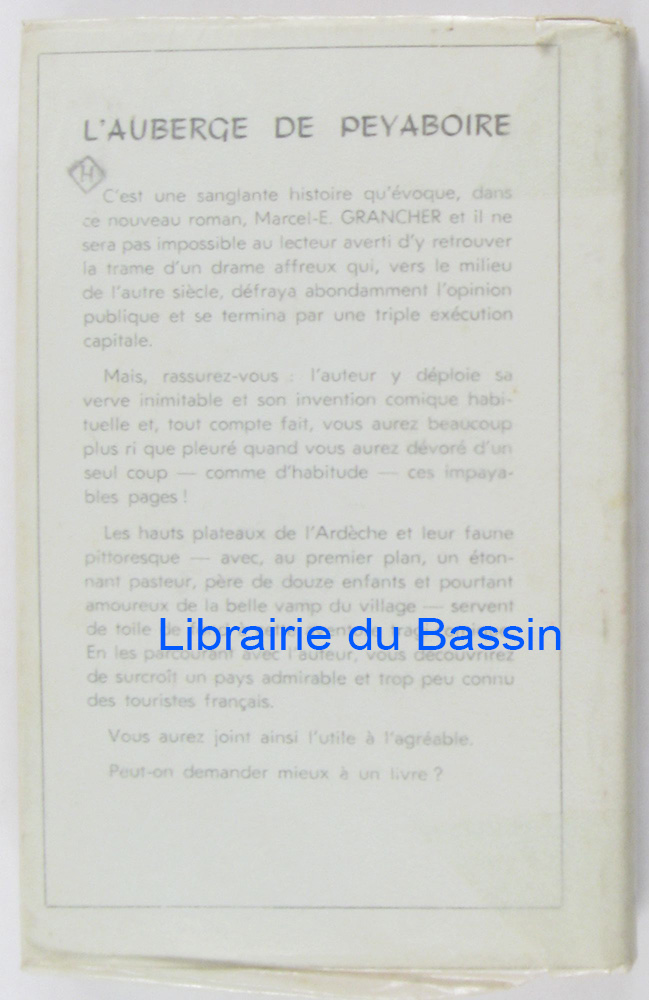 L'AUBERGE DE PEYABOIRE
H
C'est une sanglante histoire qu'évoque, dans
ce nouveau roman, Marcel-E. GRANCHER et il ne
sera pas impossible au lecteur averti d'y retrouver
la trame d'un drame affreux qui, vers le milieu
de l'autre siècle, défraya abondamment l'opinion
publique et se termina par une triple exécution
capitale.
Mais, rassurez-vous : l'auteur y déploie sa
verve inimitable et son invention comique habi-
tuelle et, tout compte fait, vous aurez beaucoup
plus ri que pleuré quand vous aurez dévoré d'un
seul coup — comme d'habitude — ces impaya-
bles pages !
Les hauts plateaux de l'Ardèche et leur faune
pittoresque — avec, au premier plan, un éton-
nant pasteur, père de douze enfants et pourtant
amoureux de la belle vamp du village — servent
de toile de
Librairie du Bassin
En les parcourant avec l'auteur, vous découvrirez
de surcroît un pays admirable et trop peu connu
des touristes français.
Vous aurez joint ainsi l'utile à l'agréable.
Peut-on demander mieux à un livre ?